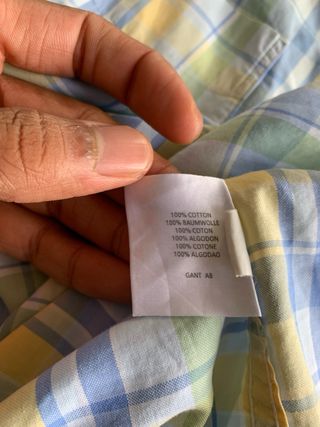 100% COTTON
100% BAUMWOLLE
100% COTON
100% ALGODON
100% COTONE
100% ALGODAO
GANT AB